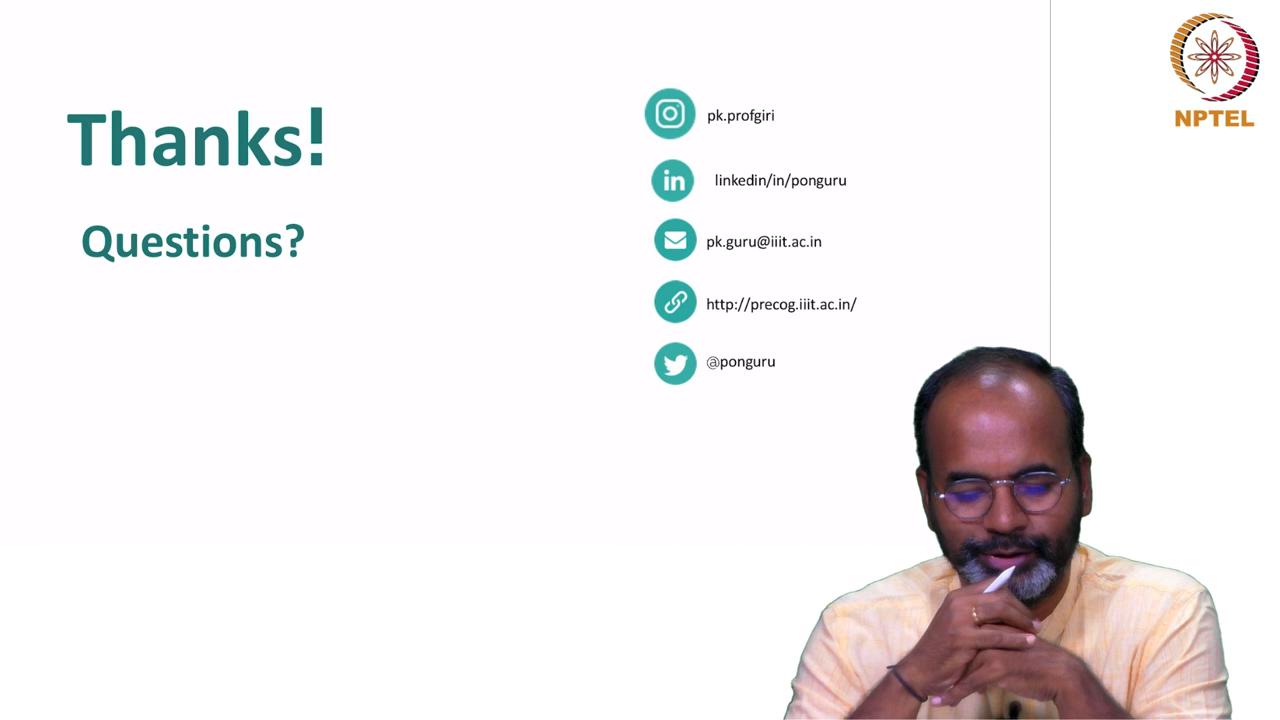 Thanks!
Questions?
pk.profgiri
linkedin/in/ponguru
pk.guru@iiit.ac.in
http://precog.iiit.ac.in/
@ponguru
NPTEL